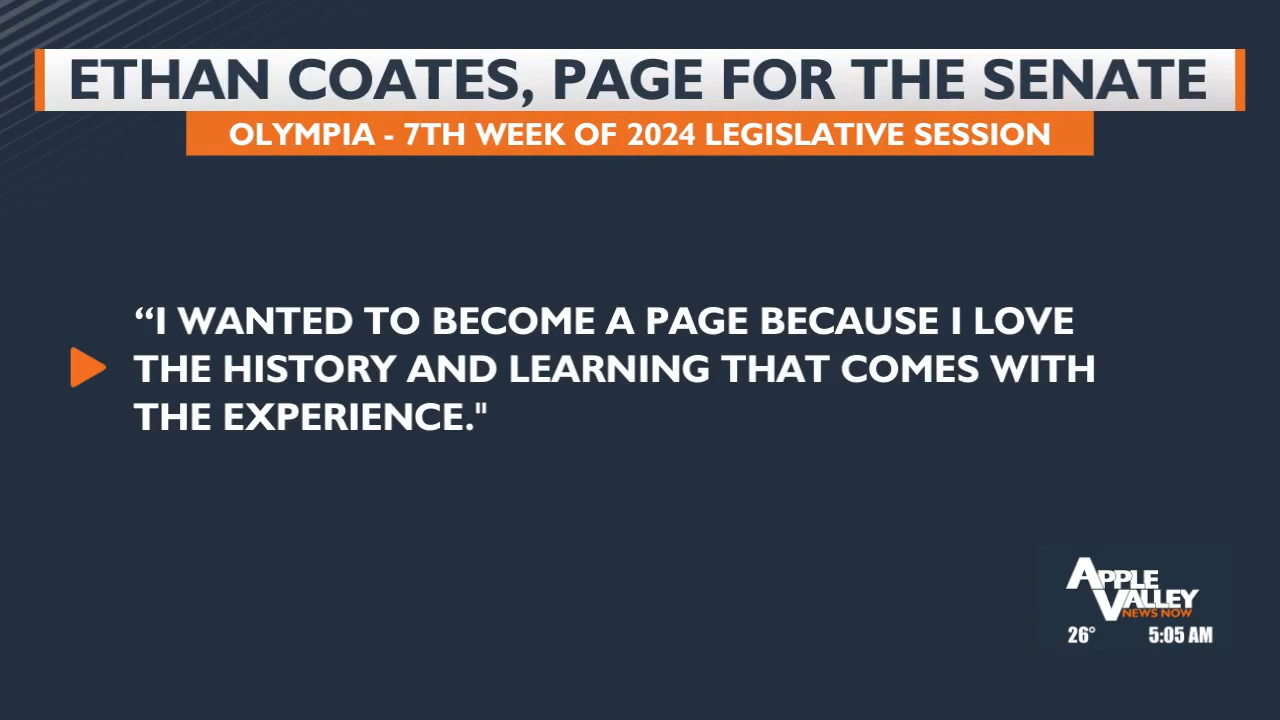 ETHAN COATES, PAGE FOR THE SENATE
OLYMPIA - 7TH WEEK OF 2024 LEGISLATIVE SESSION
“I WANTED TO BECOME A PAGE BECAUSE I LOVE
THE HISTORY AND LEARNING THAT COMES WITH
THE EXPERIENCE."
APPLE
VALLEY
NEWS NOW
26° 5:05 AM